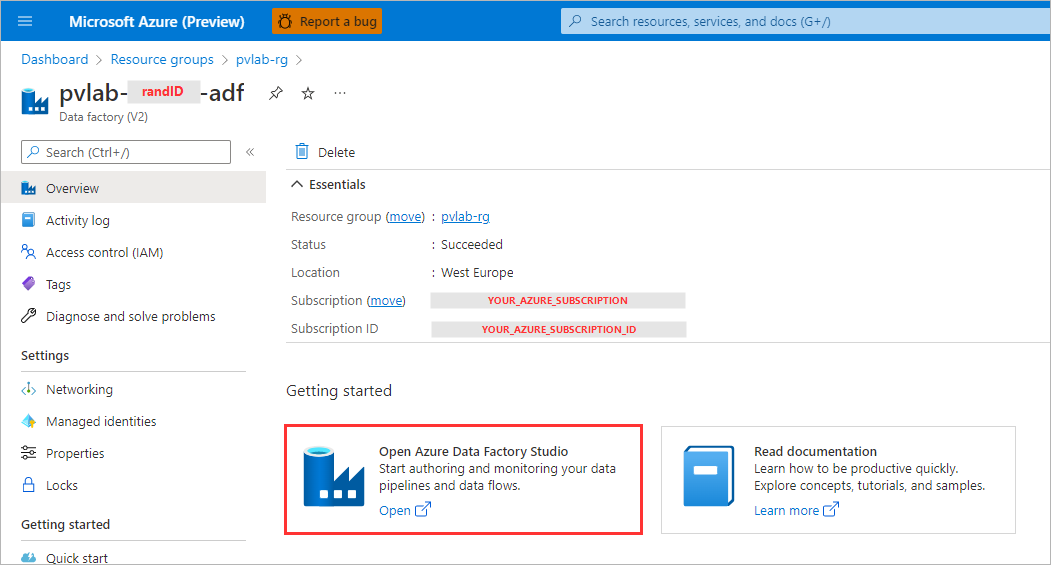 Microsoft Azure (Preview)
Report a bug
Search resources, services, and docs (G+/)
Dashboard > Resource groups > pvlab-rg >
pvlab- randID -adf
Data factory (V2)
Search (Ctrl+/)
Overview
Activity log
Access control (IAM)
Tags
Diagnose and solve problems
Settings
Networking
Managed identities
Properties
Locks
Getting started
Quick start
Delete
Essentials
Resource group (move) : pvlab-rg
Status : Succeeded
Location : West Europe
Subscription (move) YOUR_AZURE_SUBSCRIPTION
Subscription ID YOUR_AZURE_SUBSCRIPTION_ID
Getting started
Open Azure Data Factory Studio
Start authoring and monitoring your data
pipelines and data flows.
Open
Read documentation
Learn how to be productive quickly.
Explore concepts, tutorials, and samples.
Learn more